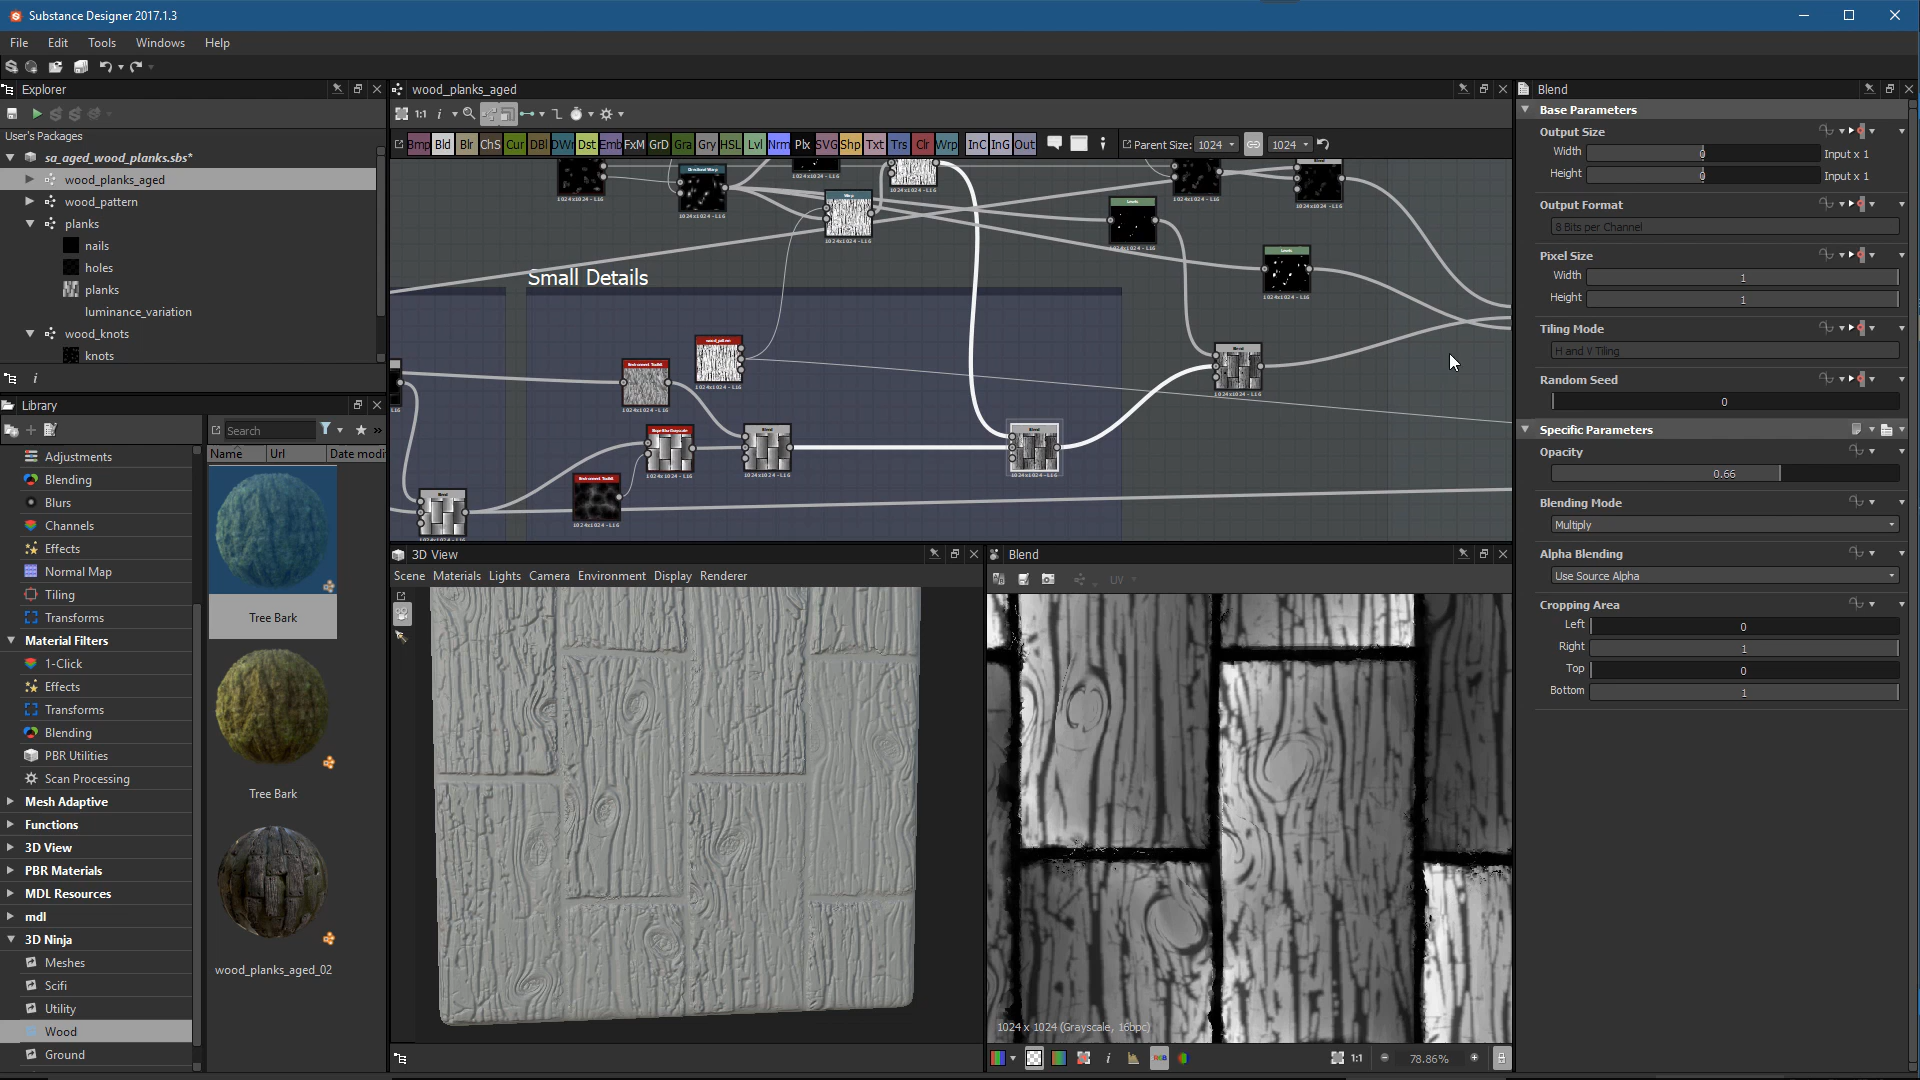 Substance Designer 2017.1.3
File Edit Tools Windows Help
Explorer
User's Packages
sa_aged_wood_planks.sbs*
wood_planks_aged
wood_pattern
planks
nails
holes
planks
luminance_variation
wood_knots
knots
Library
Search
Name Url Date modi
Adjustments
Blending
Blurs
Channels
Effects
Normal Map
Tiling
Transforms
Material Filters
1-Click
Effects
Transforms
Blending
PBR Utilities
Scan Processing
Mesh Adaptive
Functions
3D View
PBR Materials
MDL Resources
mdl
3D Ninja
Meshes
Scifi
Utility
Wood
Ground
Tree Bark
Tree Bark
wood_planks_aged_02
wood_planks_aged
1:1
Bmp Bld Blr ChS Cur DBl DWr Dst Emb FxM GrD Gra Gry HSL Lvl Nrm Plx SVG Shp Txt Trs Clr Wrp InC InG Out
Parent Size: 1024 1024
Small Details
3D View
Scene Materials Lights Camera Environment Display Renderer
Blend
UV
1024 x 1024 (Grayscale, 16bpc)
1:1 78.86%
Blend
Base Parameters
Output Size
Width 0 Input x 1
Height 0 Input x 1
Output Format
8 Bits per Channel
Pixel Size
Width 1
Height 1
Tiling Mode
H and V Tiling
Random Seed
0
Specific Parameters
Opacity
0.66
Blending Mode
Multiply
Alpha Blending
Use Source Alpha
Cropping Area
Left 0
Right 1
Top 0
Bottom 1